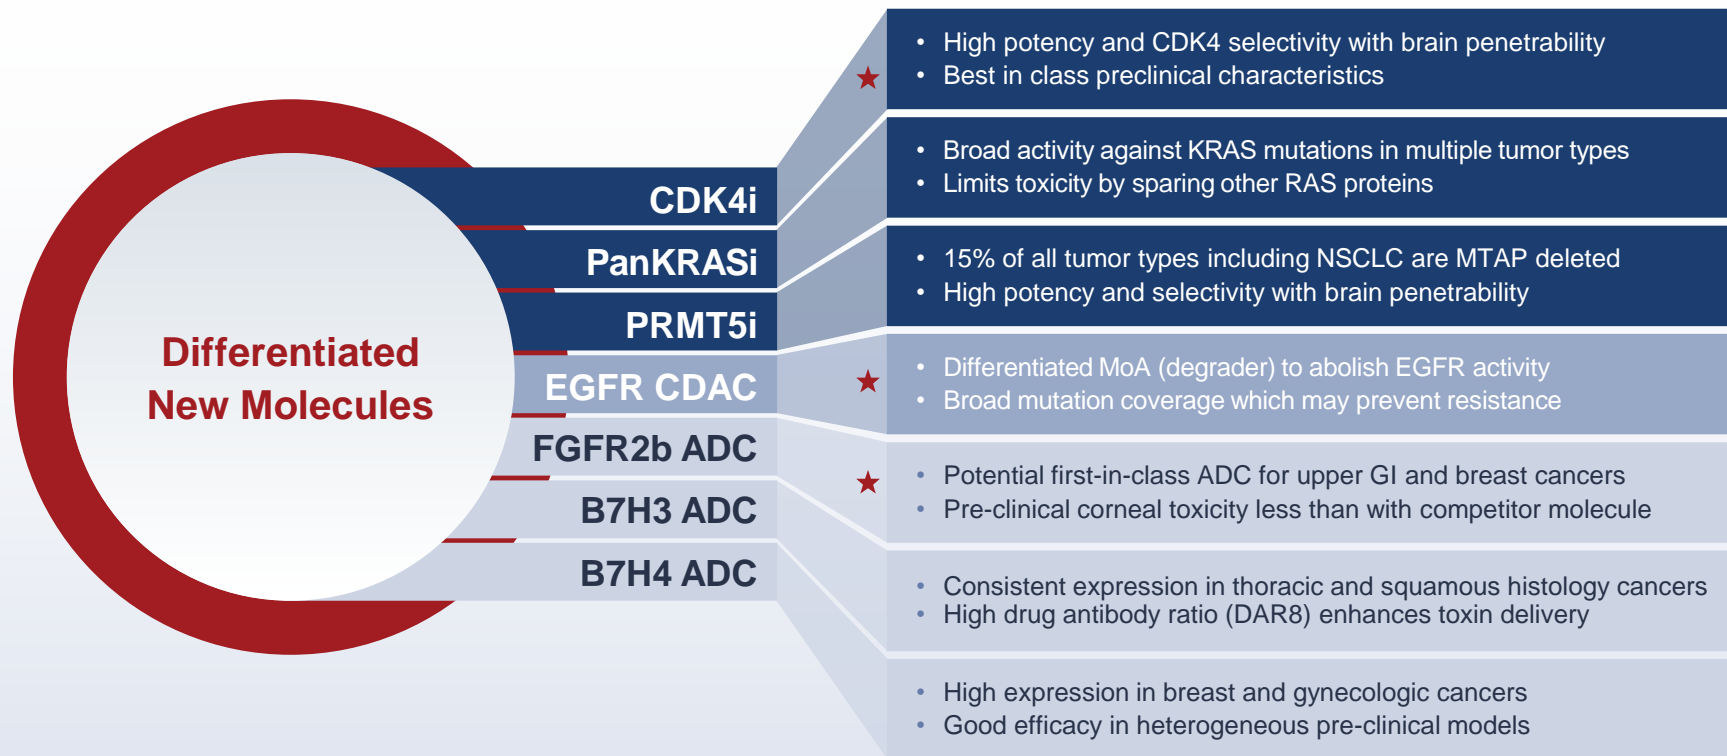 Differentiated
New Molecules
CDK4i
• High potency and CDK4 selectivity with brain penetrability
• Best in class preclinical characteristics
PanKRASi
• Broad activity against KRAS mutations in multiple tumor types
• Limits toxicity by sparing other RAS proteins
PRMT5i
• 15% of all tumor types including NSCLC are MTAP deleted
• High potency and selectivity with brain penetrability
EGFR CDAC
• Differentiated MoA (degrader) to abolish EGFR activity
• Broad mutation coverage which may prevent resistance
FGFR2b ADC
• Potential first-in-class ADC for upper GI and breast cancers
• Pre-clinical corneal toxicity less than with competitor molecule
B7H3 ADC
• Consistent expression in thoracic and squamous histology cancers
• High drug antibody ratio (DAR8) enhances toxin delivery
B7H4 ADC
• High expression in breast and gynecologic cancers
• Good efficacy in heterogeneous pre-clinical models